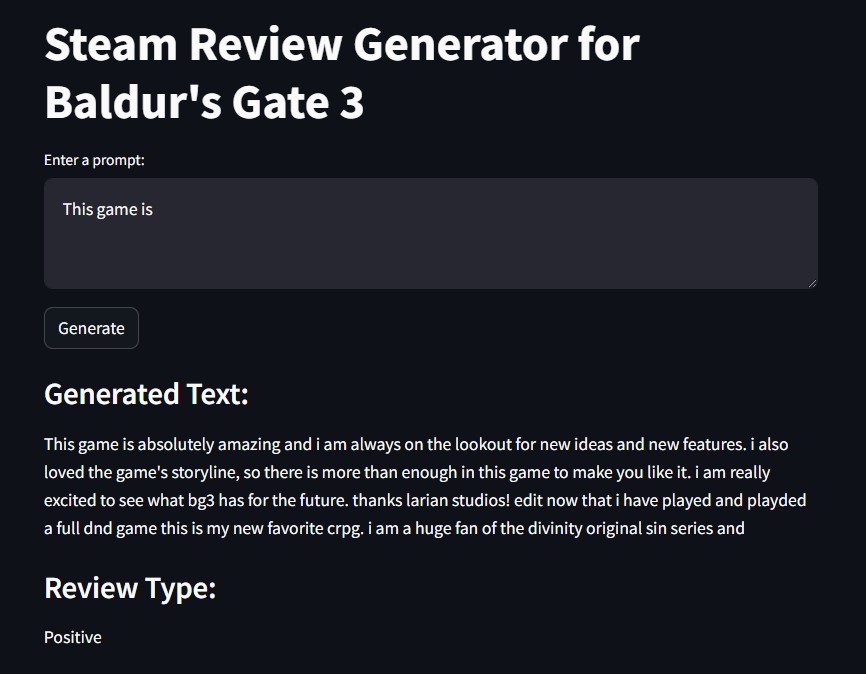 Steam Review Generator for
Baldur's Gate 3
Enter a prompt:
This game is
Generate
Generated Text:
This game is absolutely amazing and i am always on the lookout for new ideas and new features. i also
loved the game's storyline, so there is more than enough in this game to make you like it. i am really
excited to see what bg3 has for the future. thanks larian studios! edit now that i have played and playded
a full dnd game this is my new favorite crpg. i am a huge fan of the divinity original sin series and
Review Type:
Positive